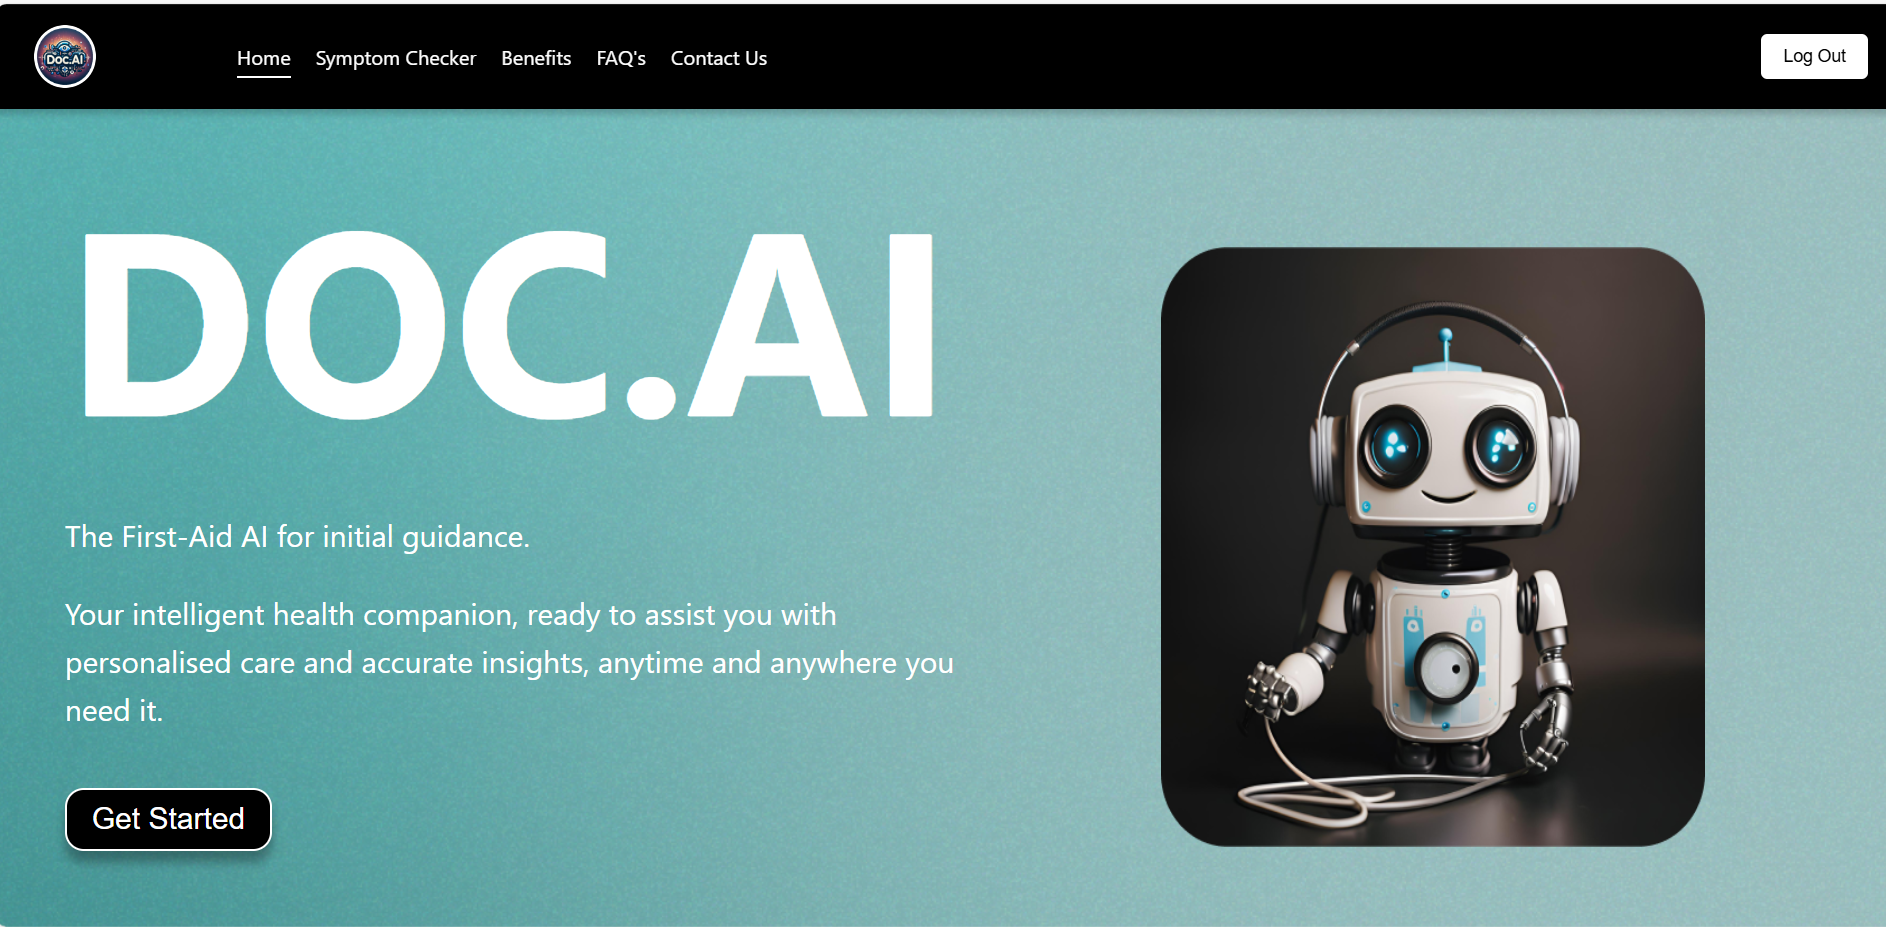 Doc.AI
Home
Symptom Checker
Benefits
FAQ's
Contact Us
Log Out
DOC.AI
The First-Aid AI for initial guidance.
Your intelligent health companion, ready to assist you with
personalised care and accurate insights, anytime and anywhere you
need it.
Get Started